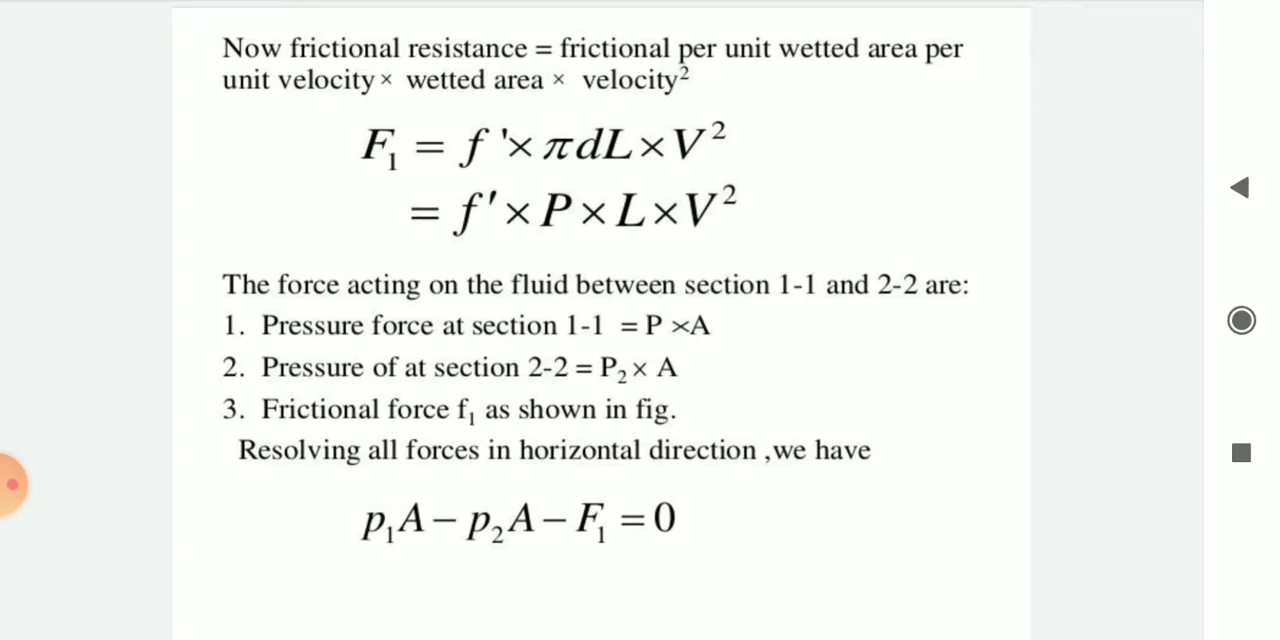 Now frictional resistance = frictional per unit wetted area per
unit velocity × wetted area × velocity²
F₁ = f '× πdL × V²
= f′ × P × L × V²
The force acting on the fluid between section 1-1 and 2-2 are:
1. Pressure force at section 1-1 = P ×A
2. Pressure of at section 2-2 = P₂ × A
3. Frictional force f₁ as shown in fig.
Resolving all forces in horizontal direction ,we have
p₁A − p₂A − F₁ = 0